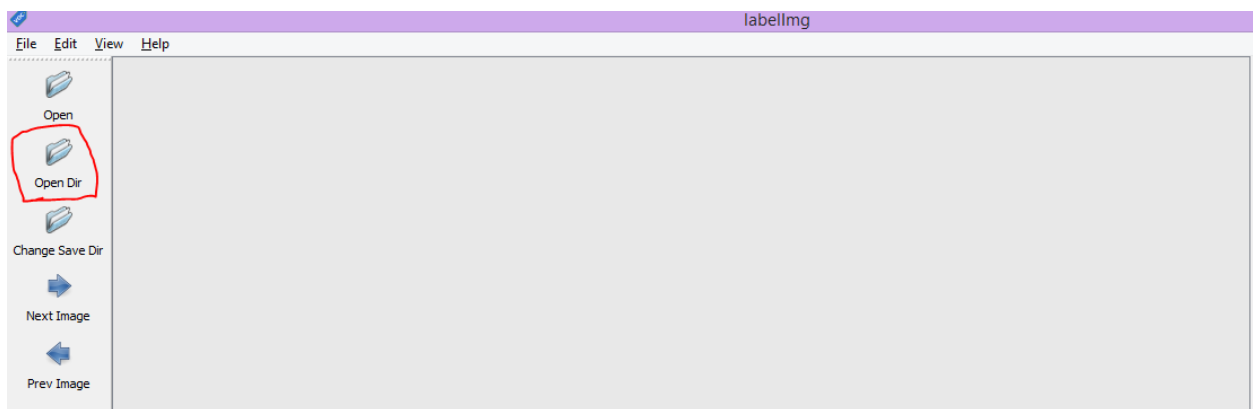 labelImg
File Edit View Help
Open
Open Dir
Change Save Dir
Next Image
Prev Image